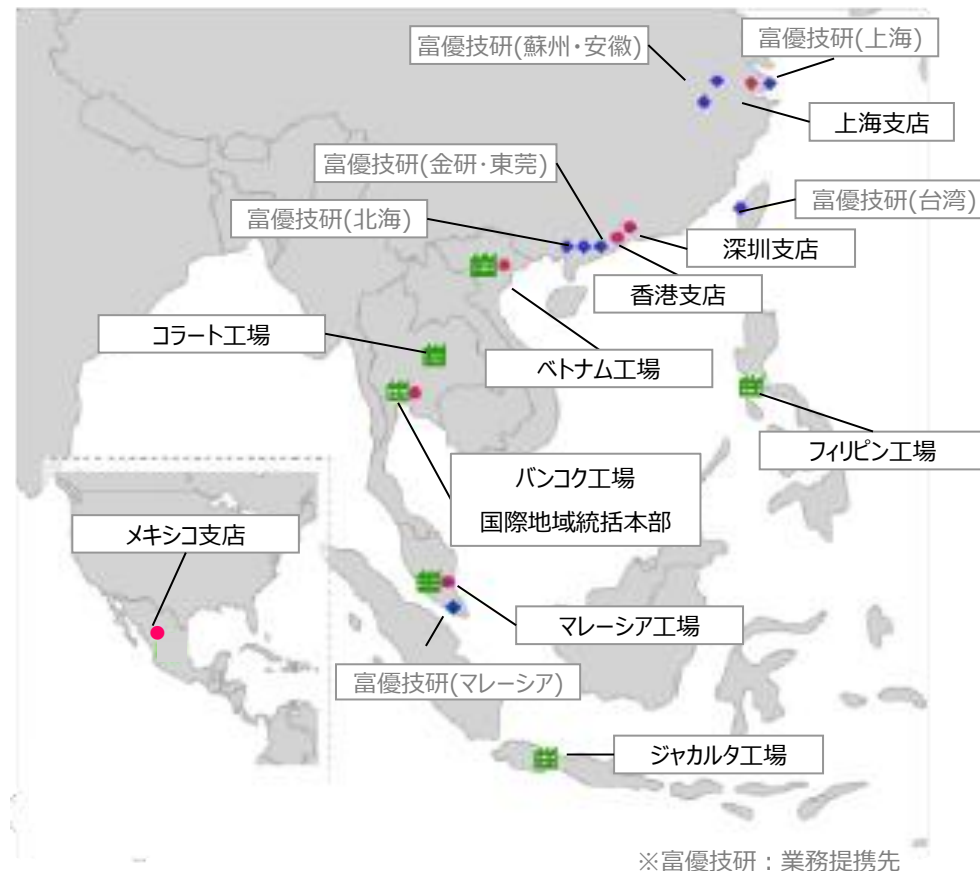 富優技研(蘇州・安徽)
富優技研(上海)
上海支店
富優技研(金研・東莞)
富優技研(北海)
富優技研(台湾)
深圳支店
香港支店
コラート工場
ベトナム工場
フィリピン工場
バンコク工場
国際地域統括本部
メキシコ支店
マレーシア工場
富優技研(マレーシア)
ジャカルタ工場
※富優技研：業務提携先